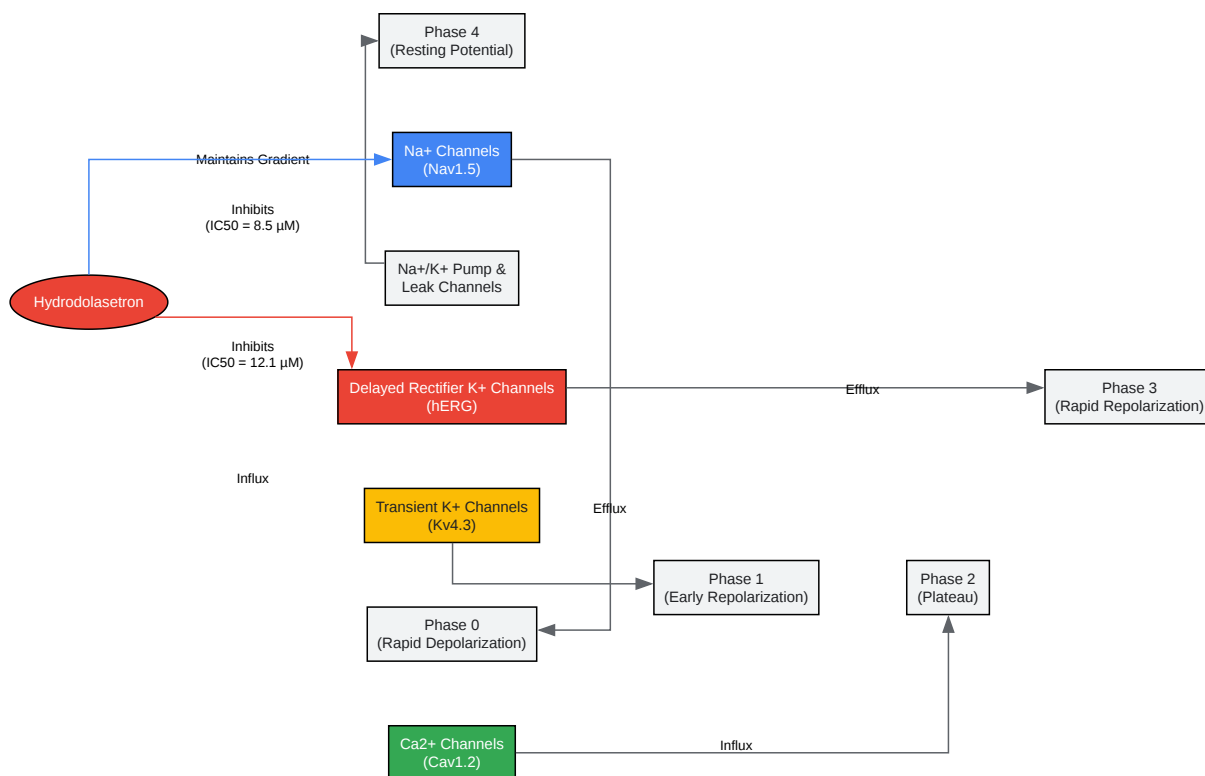 Phase 4
(Resting Potential)
Na+ Channels
(Nav1.5)
Maintains Gradient
Inhibits
(IC50 = 8.5 µM)
Na+/K+ Pump &
Leak Channels
Hydrodolasetron
Inhibits
(IC50 = 12.1 µM)
Delayed Rectifier K+ Channels
(hERG)
Efflux
Phase 3
(Rapid Repolarization)
Influx
Transient K+ Channels
(Kv4.3)
Efflux
Phase 1
(Early Repolarization)
Phase 2
(Plateau)
Phase 0
(Rapid Depolarization)
Ca2+ Channels
(Cav1.2)
Influx